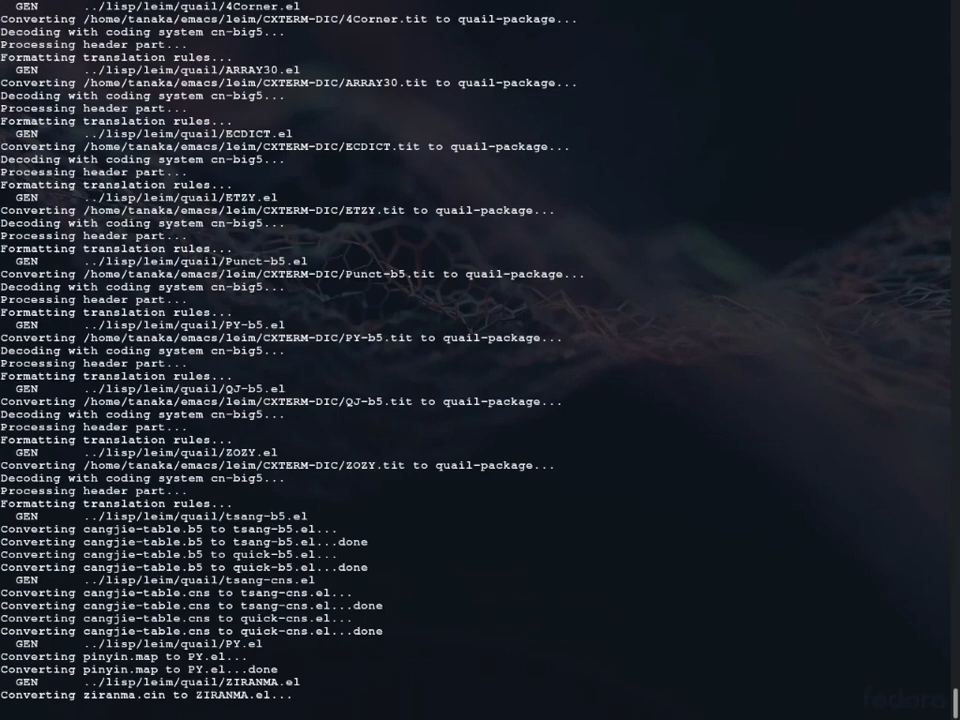 GEN ../lisp/leim/quail/4Corner.el
Converting /home/tanaka/emacs/leim/CXTERM-DIC/4Corner.tit to quail-package...
Decoding with coding system cn-big5...
Processing header part...
Formatting translation rules...
GEN ../lisp/leim/quail/ARRAY30.el
Converting /home/tanaka/emacs/leim/CXTERM-DIC/ARRAY30.tit to quail-package...
Decoding with coding system cn-big5...
Processing header part...
Formatting translation rules...
GEN ../lisp/leim/quail/ECDICT.el
Converting /home/tanaka/emacs/leim/CXTERM-DIC/ECDICT.tit to quail-package...
Decoding with coding system cn-big5...
Processing header part...
Formatting translation rules...
GEN ../lisp/leim/quail/ETZY.el
Converting /home/tanaka/emacs/leim/CXTERM-DIC/ETZY.tit to quail-package...
Decoding with coding system cn-big5...
Processing header part...
Formatting translation rules...
GEN ../lisp/leim/quail/Punct-b5.el
Converting /home/tanaka/emacs/leim/CXTERM-DIC/Punct-b5.tit to quail-package...
Decoding with coding system cn-big5...
Processing header part...
Formatting translation rules...
GEN ../lisp/leim/quail/PY-b5.el
Converting /home/tanaka/emacs/leim/CXTERM-DIC/PY-b5.tit to quail-package...
Decoding with coding system cn-big5...
Processing header part...
Formatting translation rules...
GEN ../lisp/leim/quail/QJ-b5.el
Converting /home/tanaka/emacs/leim/CXTERM-DIC/QJ-b5.tit to quail-package...
Decoding with coding system cn-big5...
Processing header part...
Formatting translation rules...
GEN ../lisp/leim/quail/ZOZY.el
Converting /home/tanaka/emacs/leim/CXTERM-DIC/ZOZY.tit to quail-package...
Decoding with coding system cn-big5...
Processing header part...
Formatting translation rules...
GEN ../lisp/leim/quail/tsang-b5.el
Converting cangjie-table.b5 to tsang-b5.el...
Converting cangjie-table.b5 to tsang-b5.el...done
Converting cangjie-table.b5 to quick-b5.el...
Converting cangjie-table.b5 to quick-b5.el...done
GEN ../lisp/leim/quail/tsang-cns.el
Converting cangjie-table.cns to tsang-cns.el...
Converting cangjie-table.cns to tsang-cns.el...done
Converting cangjie-table.cns to quick-cns.el...
Converting cangjie-table.cns to quick-cns.el...done
GEN ../lisp/leim/quail/PY.el
Converting pinyin.map to PY.el...
Converting pinyin.map to PY.el...done
GEN ../lisp/leim/quail/ZIRANMA.el
Converting ziranma.cin to ZIRANMA.el...
fedora